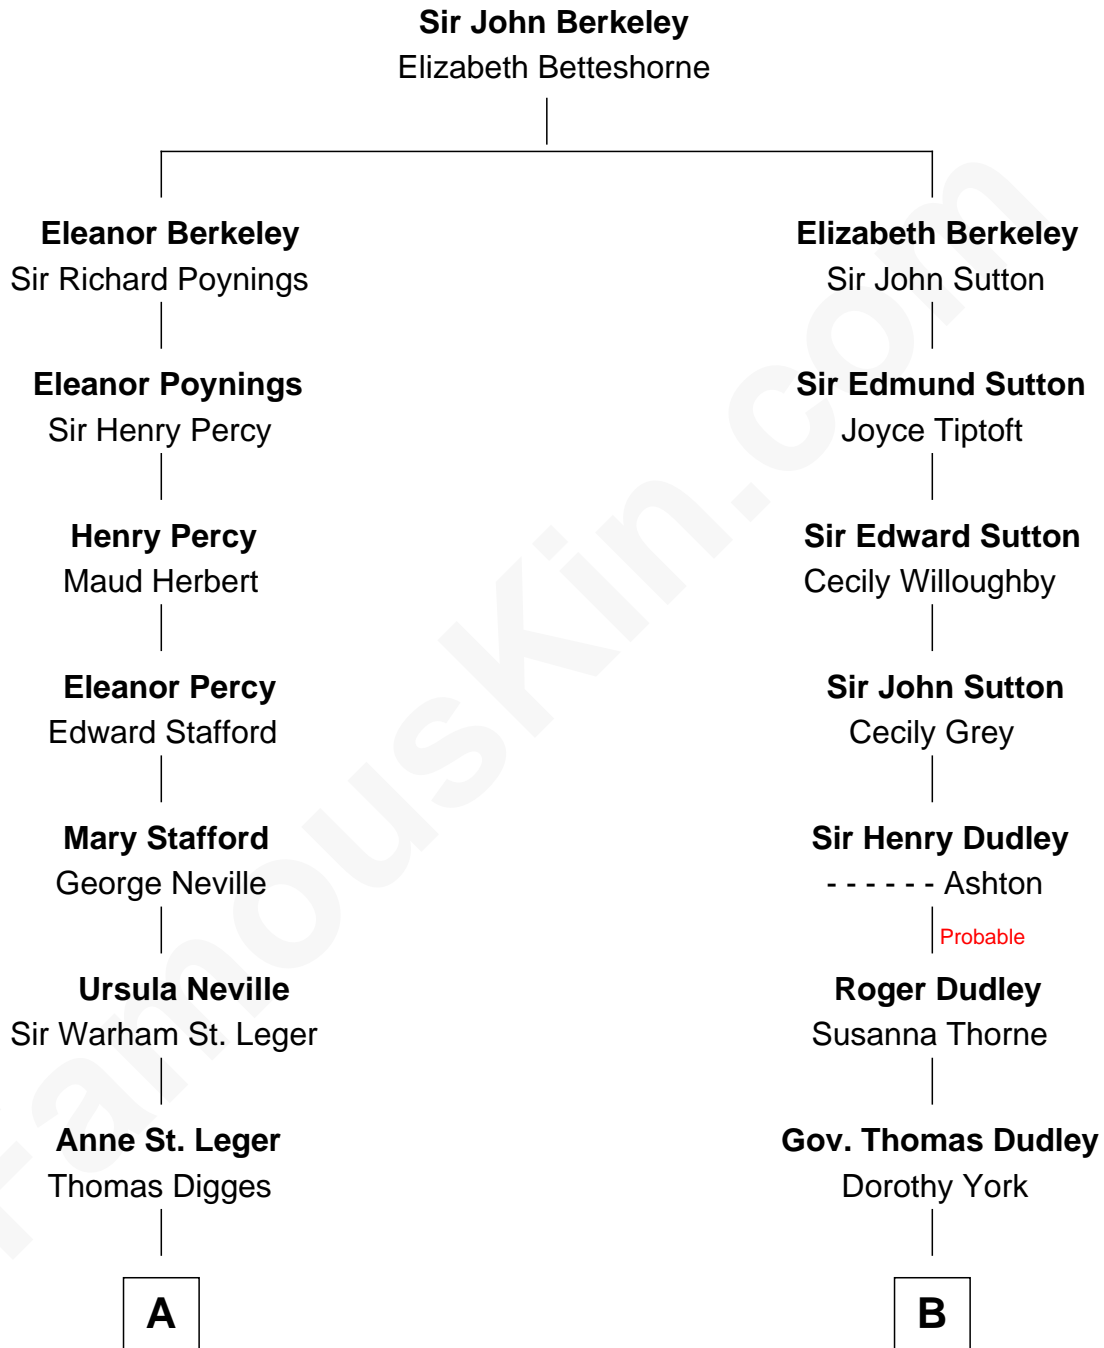 Sir John Berkeley
Elizabeth Betteshorne
Eleanor Berkeley
Sir Richard Poynings
Elizabeth Berkeley
Sir John Sutton
Eleanor Poynings
Sir Henry Percy
Sir Edmund Sutton
Joyce Tiptoft
Henry Percy
Maud Herbert
Sir Edward Sutton
Cecily Willoughby
Eleanor Percy
Edward Stafford
Sir John Sutton
Cecily Grey
Mary Stafford
George Neville
Sir Henry Dudley
- - - - - - Ashton
Probable
Ursula Neville
Sir Warham St. Leger
Roger Dudley
Susanna Thorne
Anne St. Leger
Thomas Digges
Gov. Thomas Dudley
Dorothy York
A
B
FamousKin.com